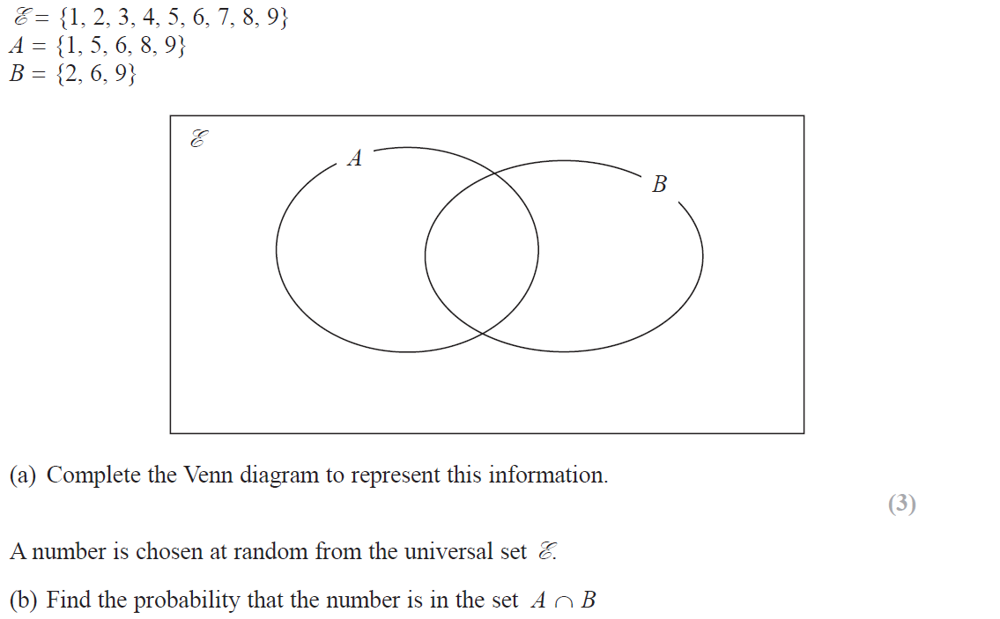 ℰ = {1, 2, 3, 4, 5, 6, 7, 8, 9}
A = {1, 5, 6, 8, 9}
B = {2, 6, 9}
ℰ
A
B
(a) Complete the Venn diagram to represent this information.
(3)
A number is chosen at random from the universal set ℰ.
(b) Find the probability that the number is in the set A ∩ B